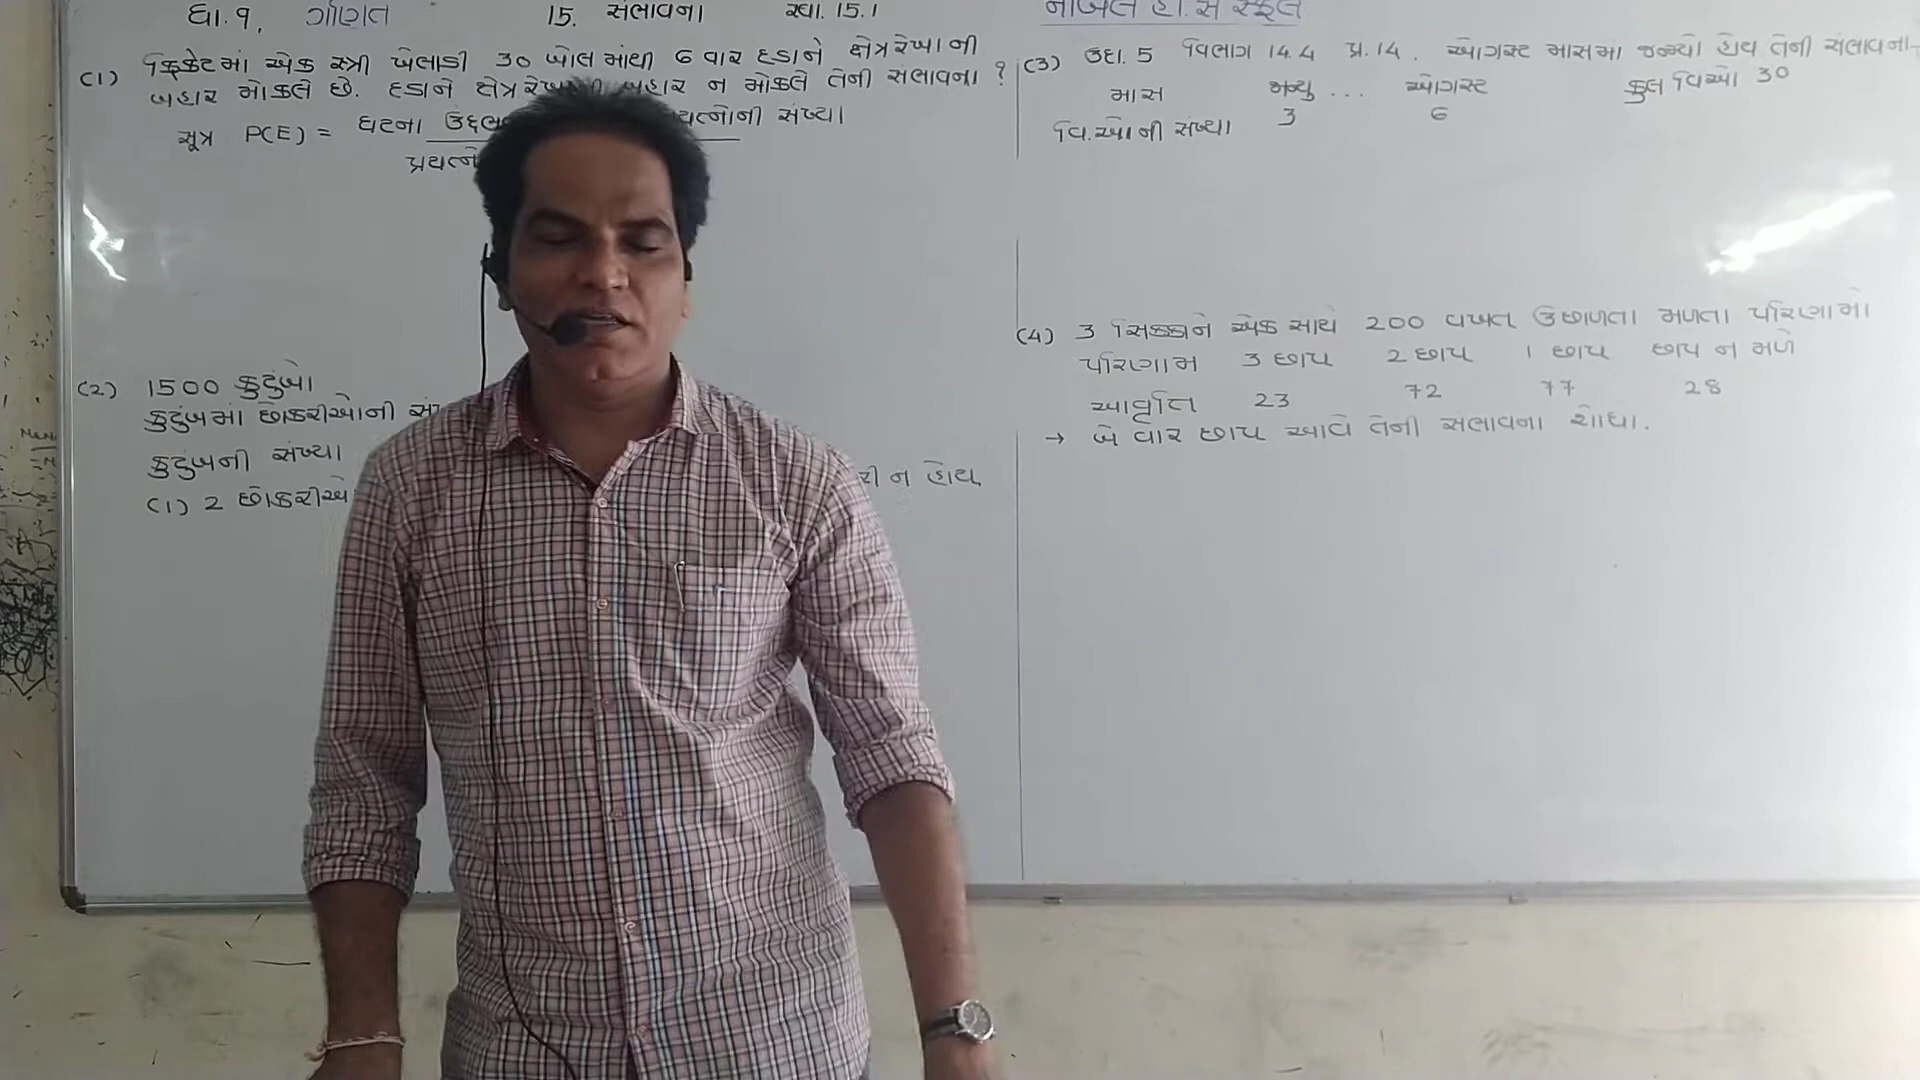 ધા. ૧, ગણિત 15. સંભાવના સ્વા. 15.1
(1) ક્રિકેટમાં એક સ્ત્રી ખેલાડી 30 બોલમાંથી 6 વાર દડાને ક્ષેત્રરેખાની
બહાર મોકલે છે. દડાને બહાર ન મોકલે તેની સંભાવના ?
સૂત્ર P(E) = ઘટના ની સંખ્યા
(2) 1500 કુટુંબો
કુટુંબમાં છોકરીઓની
કુટુંબની સંખ્યા
(1) 2 ન હોય
નોબલ હા. સે સ્કૂલ
(3) ઉદા. 5 વિભાગ 14.4 પ્ર. 14. ઓગસ્ટ માસમાં જન્મ્યો હોય તેની સંભાવના
માસ જાન્યુ ... ઓગસ્ટ કુલ વિઓ 30
વિ.ઓની સંખ્યા 3 6
(4) 3 સિક્કાને એક સાથે 200 વખત ઉછાળતા મળતા પરિણામો
પરિણામ 3 છાપ 2 છાપ 1 છાપ છાપ ન મળે
આવૃત્તિ 23 72 77 28
→ બે વાર છાપ આવે તેની સંભાવના શોધો.